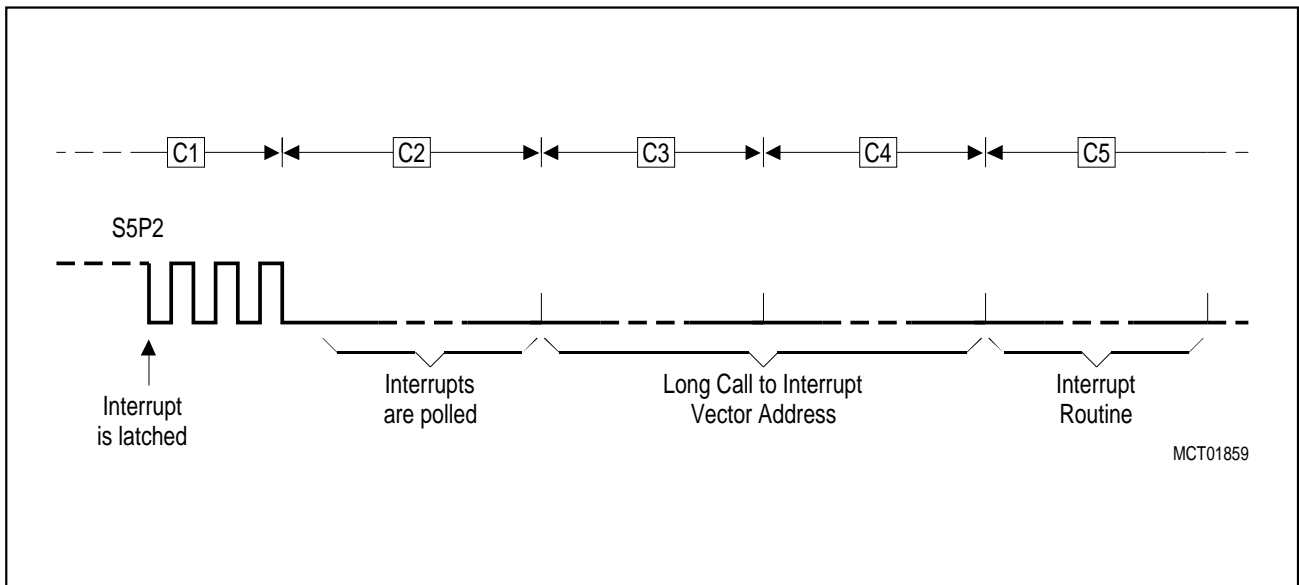 C1 C2 C3 C4 C5
S5P2
Interrupt
is latched
Interrupts
are polled
Long Call to Interrupt
Vector Address
Interrupt
Routine
MCT01859